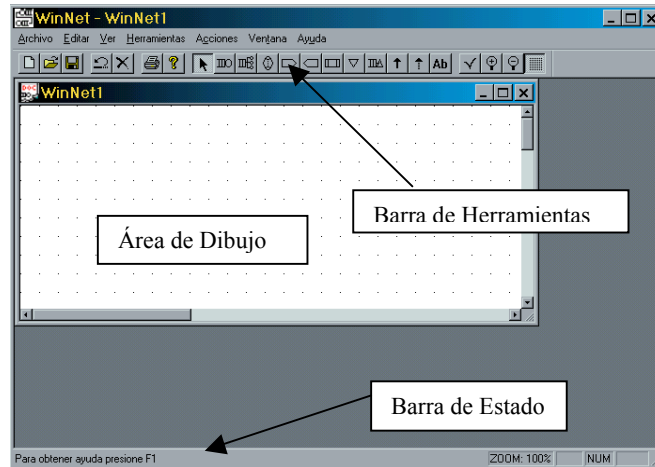 WinNet - WinNet1
Archivo Editar Ver Herramientas Acciones Ventana Ayuda
Ab
WinNet1
Barra de Herramientas
Área de Dibujo
Barra de Estado
Para obtener ayuda presione F1 ZOOM: 100% NUM